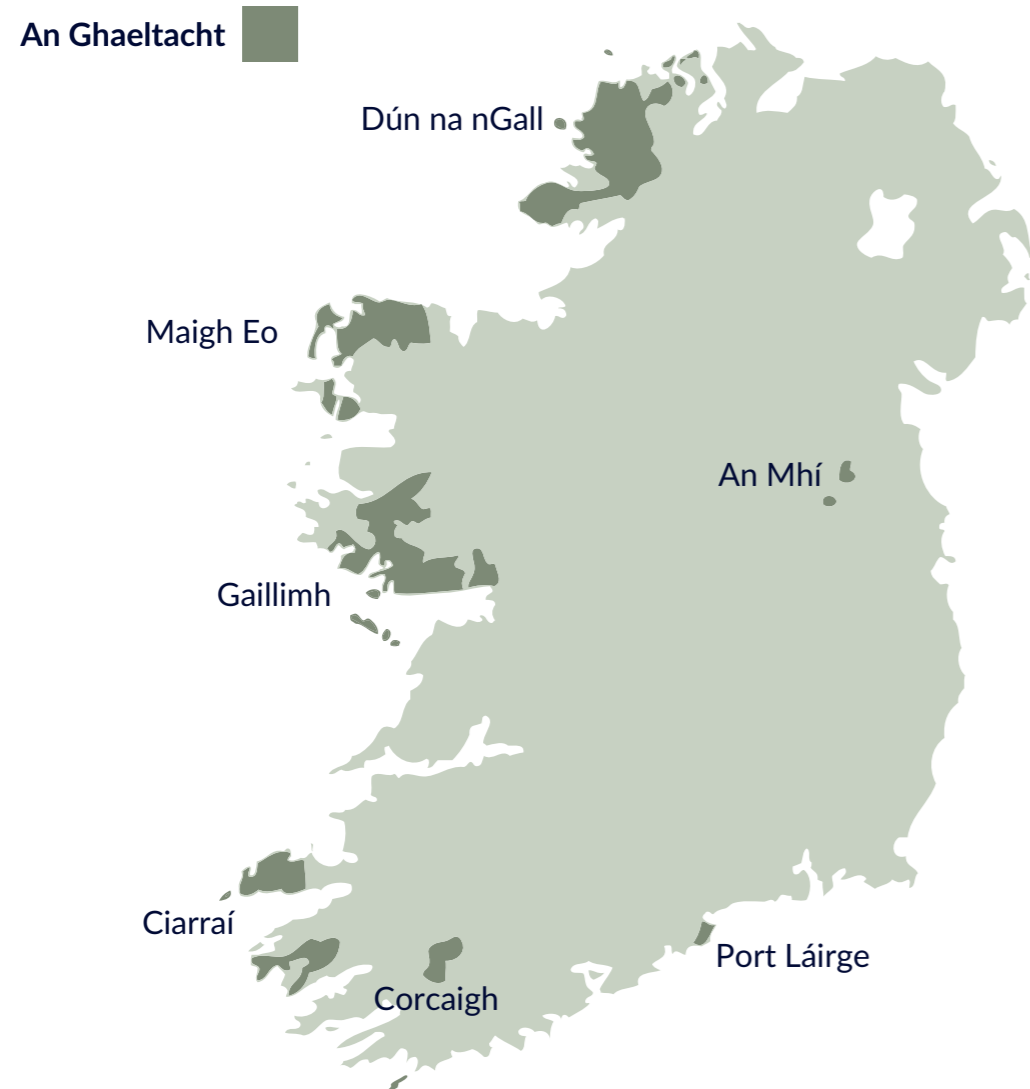 An Ghaeltacht
Dún na nGall
Maigh Eo
An Mhí
Gaillimh
Ciarraí
Port Láirge
Corcaigh